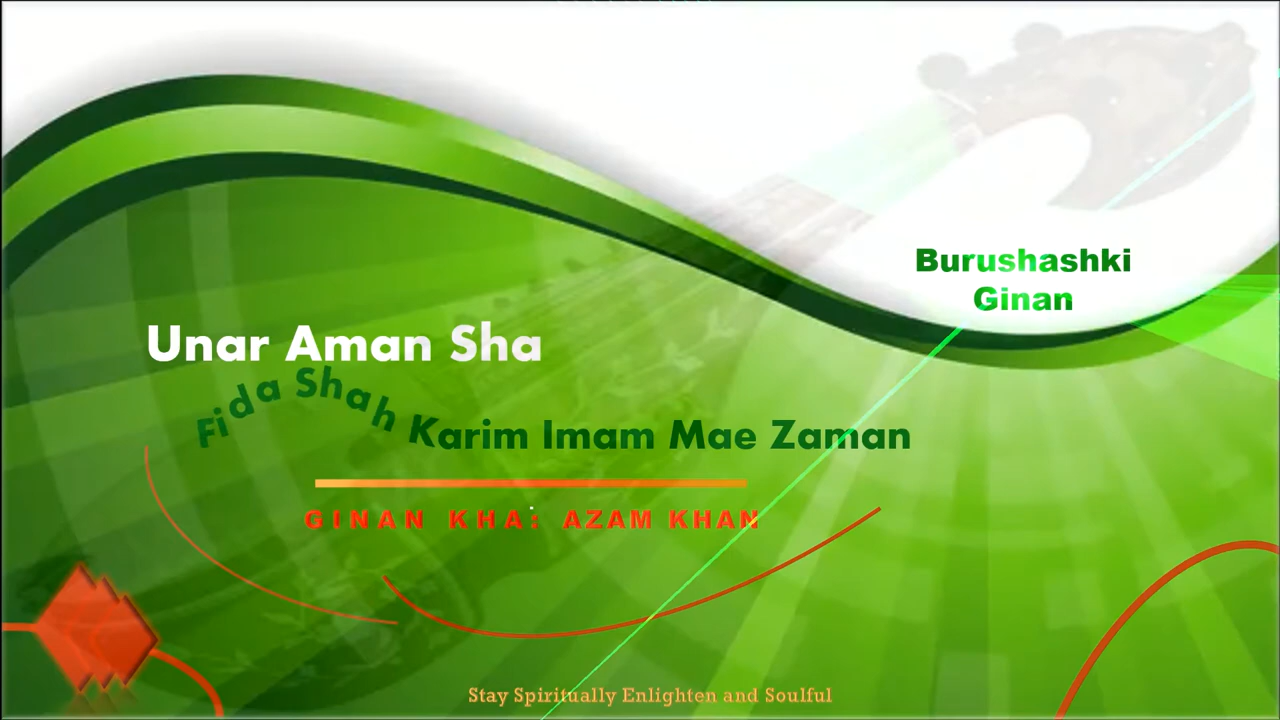 Burushashki
Ginan
Unar Aman Sha
Fida Shah Karim Imam Mae Zaman
GINAN KHA: AZAM KHAN
Stay Spiritually Enlighten and Soulful